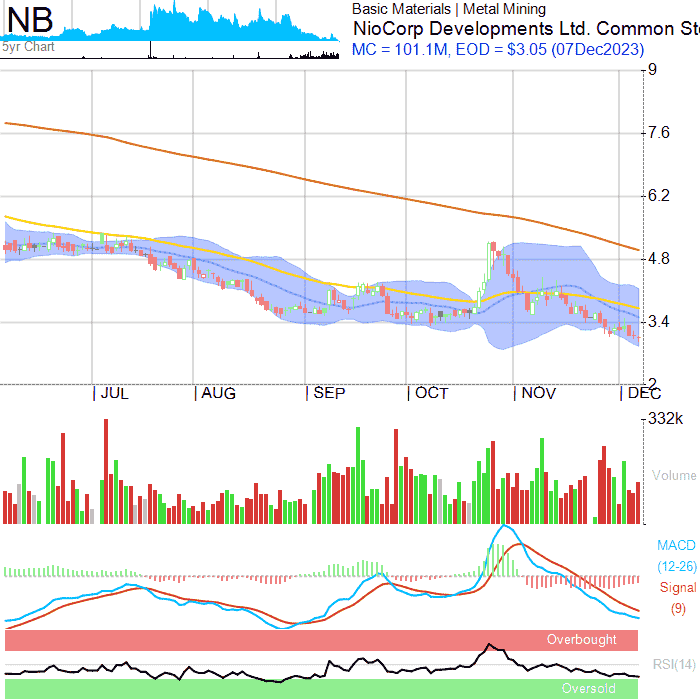 NB
5yr Chart
Basic Materials | Metal Mining
NioCorp Developments Ltd. Common Sto
MC = 101.1M, EOD = $3.05 (07Dec2023)
9
7.6
6.2
4.8
3.4
2
JUL AUG SEP OCT NOV DEC
332k
Volume
MACD
(12-26)
Signal
(9)
Overbought
RSI(14)
Oversold